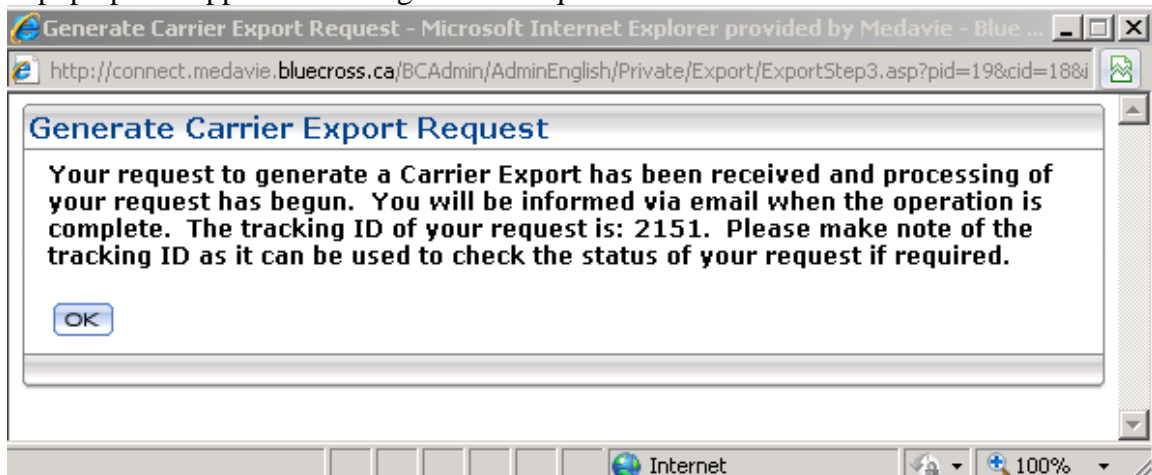 Generate Carrier Export Request - Microsoft Internet Explorer provided by Medavie - Blue ...
http://connect.medavie.bluecross.ca/BCAdmin/AdminEnglish/Private/Export/ExportStep3.asp?pid=19&cid=188&i
Generate Carrier Export Request
Your request to generate a Carrier Export has been received and processing of
your request has begun. You will be informed via email when the operation is
complete. The tracking ID of your request is: 2151. Please make note of the
tracking ID as it can be used to check the status of your request if required.
OK
Internet 100%